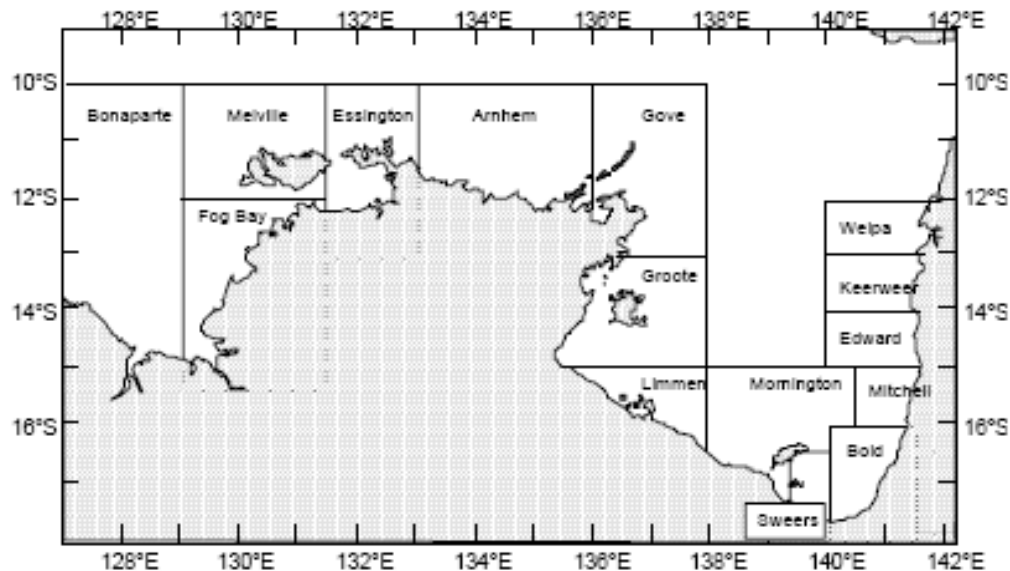 128°E 130°E 132°E 134°E 136°E 138°E 140°E 142°E
10°S 10°S
Bonaparte Melville Essington Arnhem Gove
12°S 12°S
Fog Bay Weipa
Groote Keerweer
14°S 14°S
Edward
Limmen Mornington Mitchell
16°S 16°S
Bold
Sweers
128°E 130°E 132°E 134°E 136°E 138°E 140°E 142°E